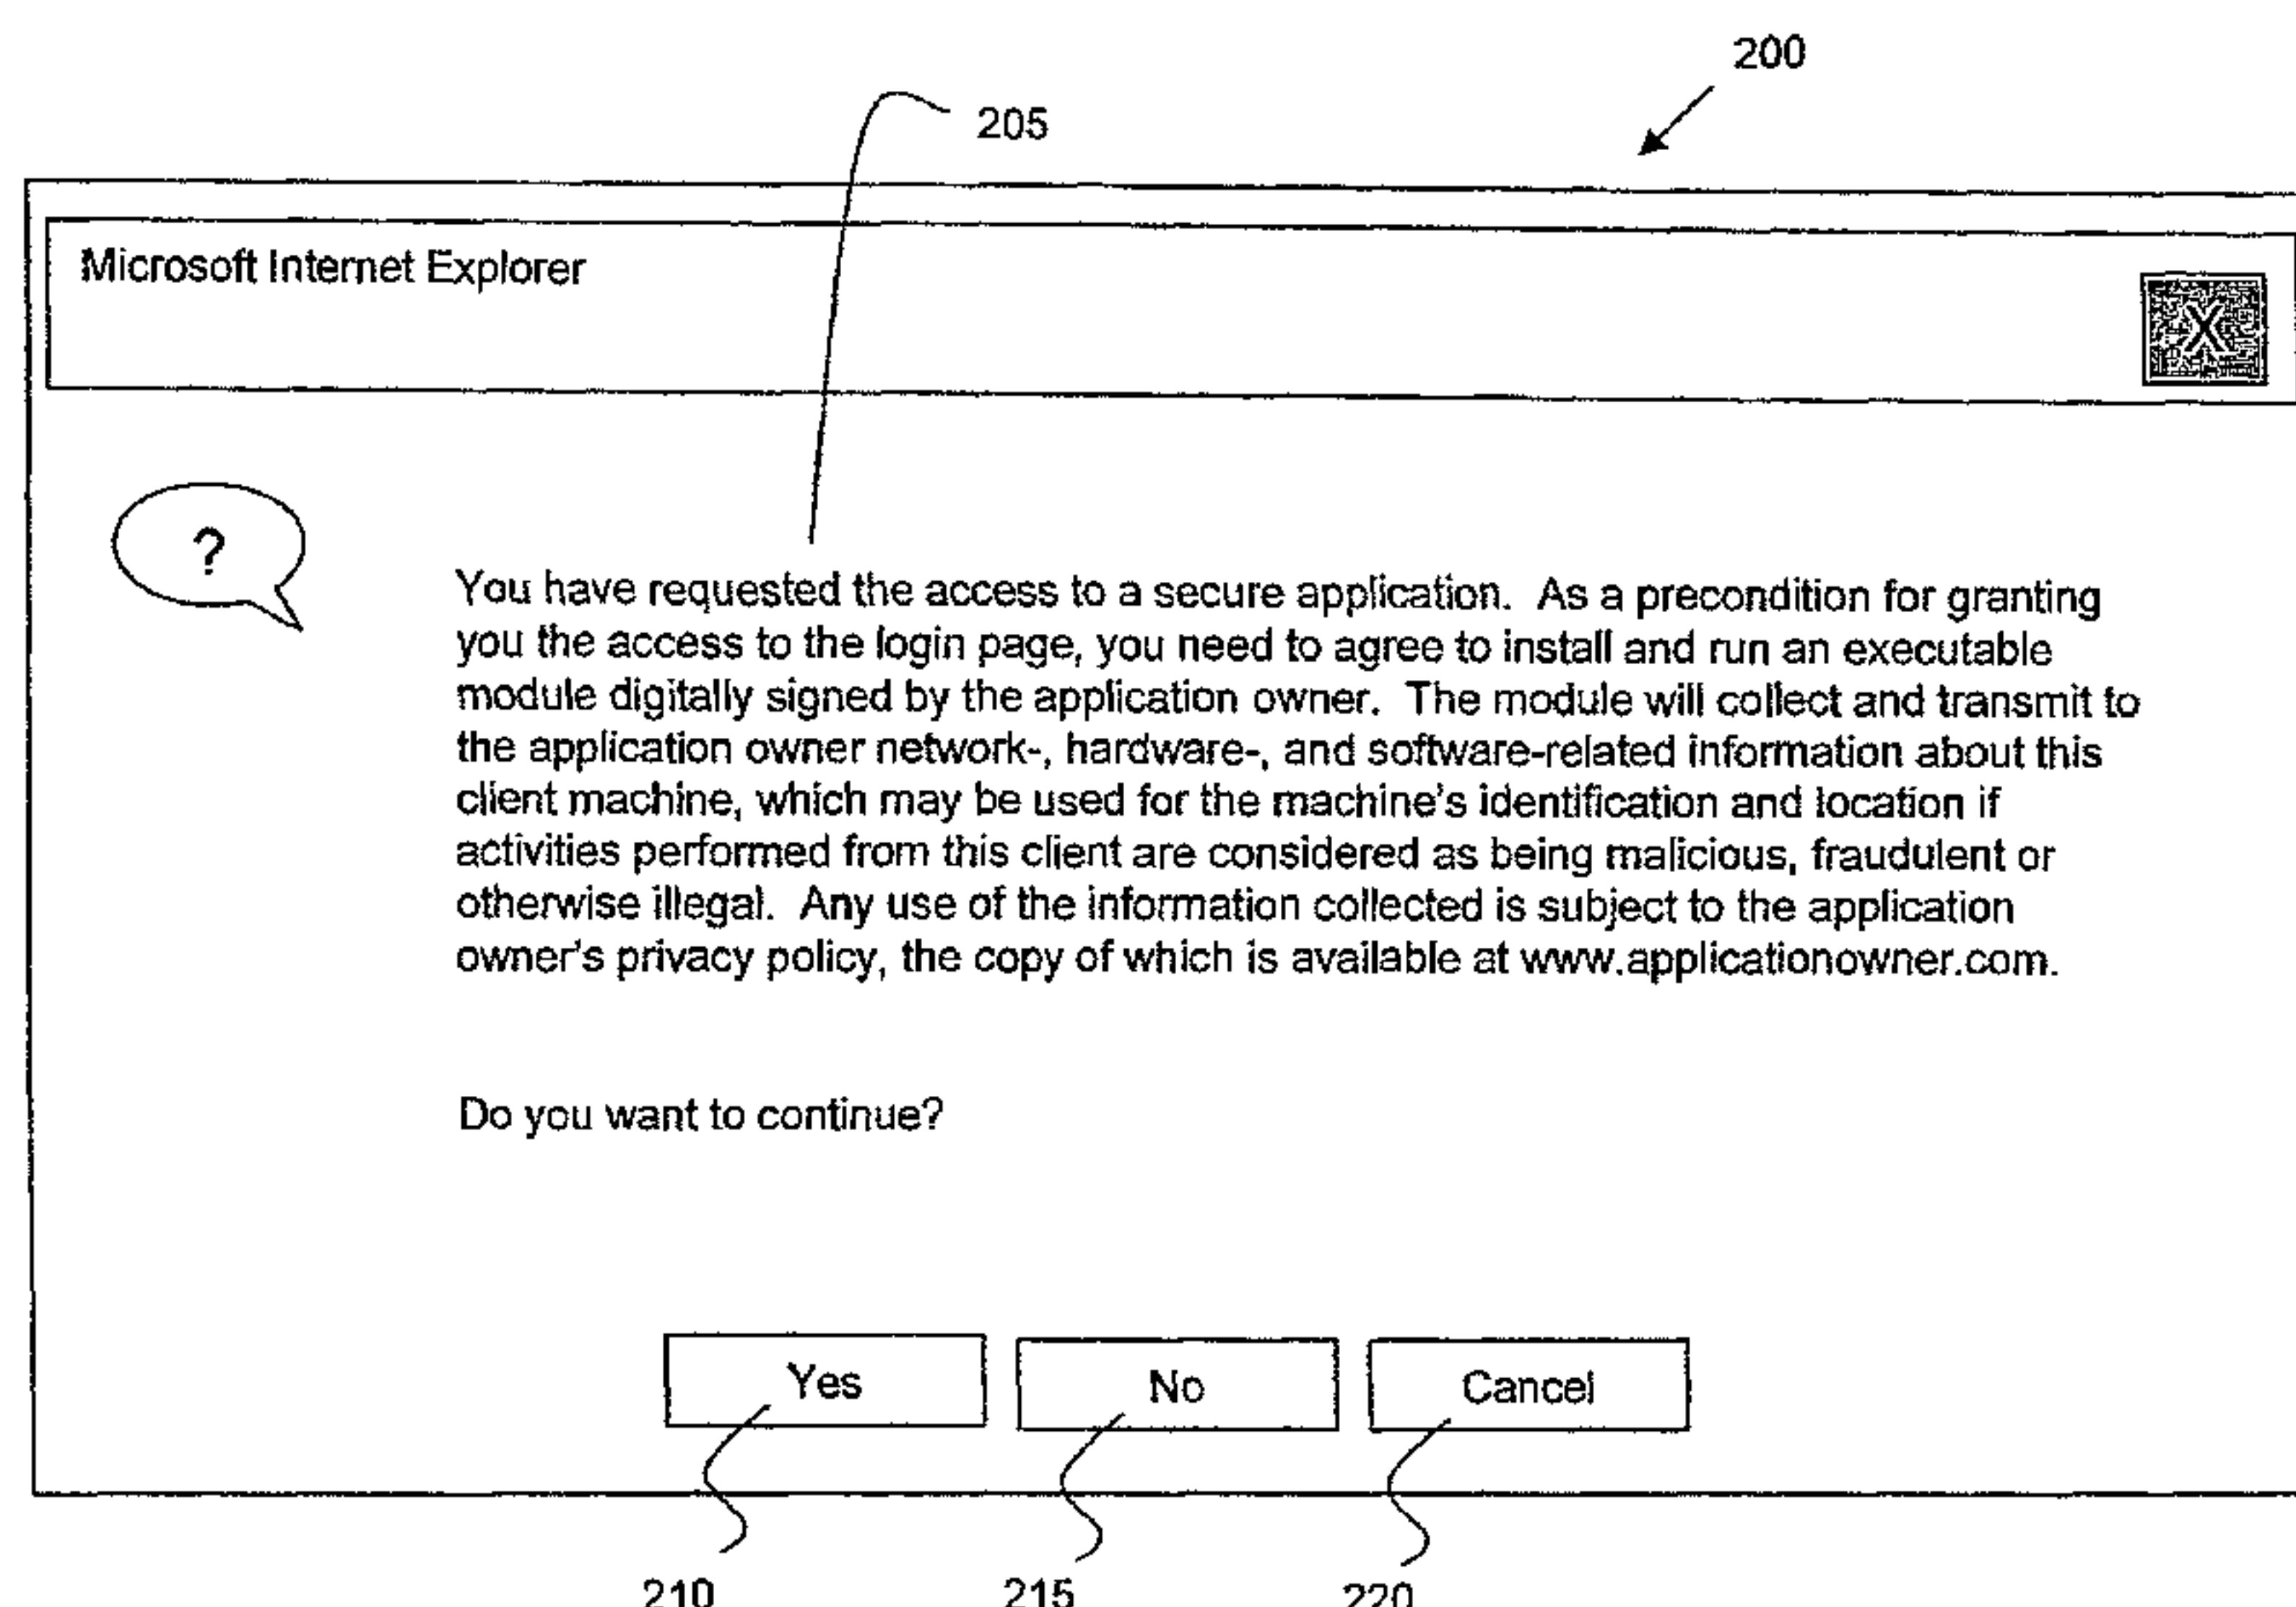 200
205
Microsoft Internet Explorer
X
?
You have requested the access to a secure application. As a precondition for granting
you the access to the login page, you need to agree to install and run an executable
module digitally signed by the application owner. The module will collect and transmit to
the application owner network-, hardware-, and software-related information about this
client machine, which may be used for the machine's identification and location if
activities performed from this client are considered as being malicious, fraudulent or
otherwise illegal. Any use of the information collected is subject to the application
owner's privacy policy, the copy of which is available at www.applicationowner.com.
Do you want to continue?
Yes No Cancel
210 215 220